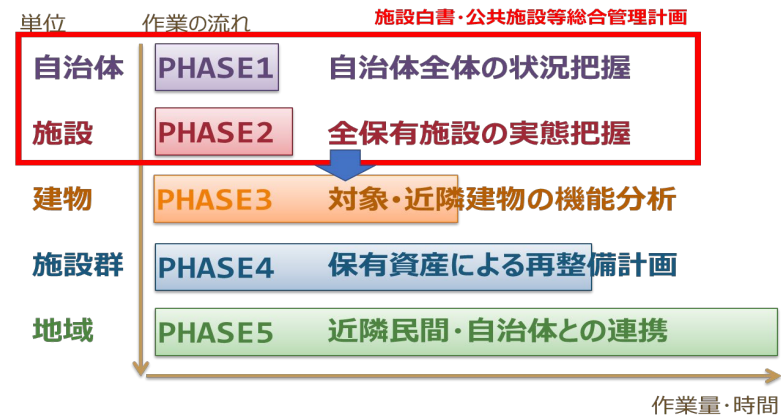 単位 作業の流れ 施設白書･公共施設等総合管理計画
自治体 PHASE1 自治体全体の状況把握
施設 PHASE2 全保有施設の実態把握
建物 PHASE3 対象･近隣建物の機能分析
施設群 PHASE4 保有資産による再整備計画
地域 PHASE5 近隣民間･自治体との連携
作業量･時間